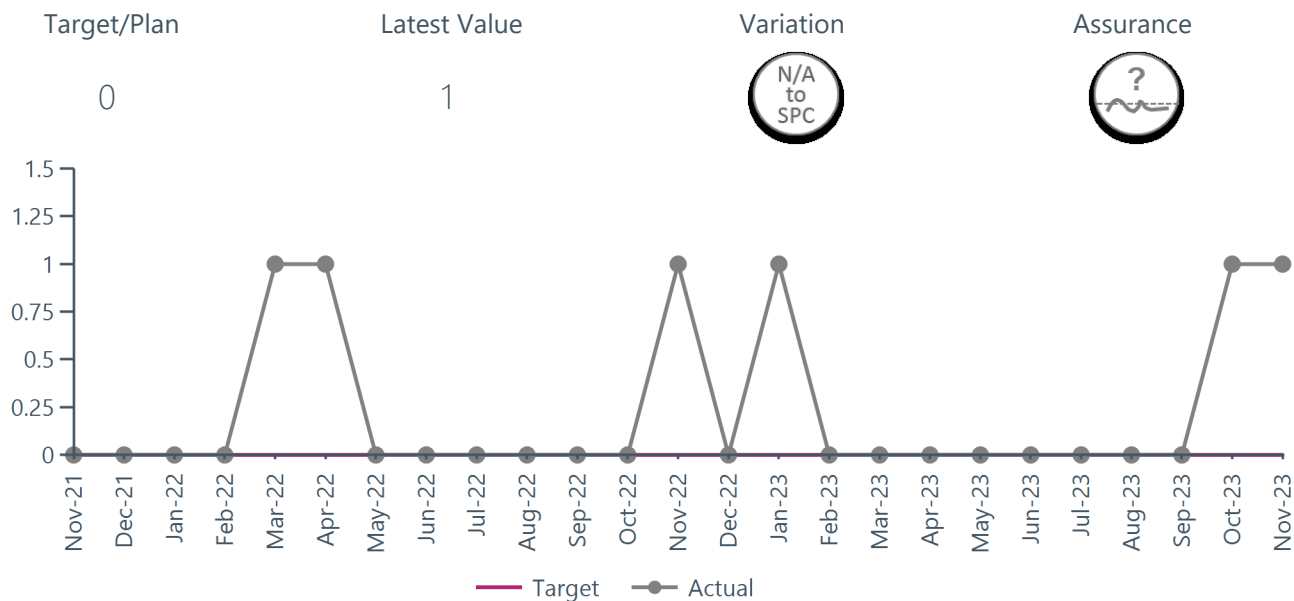 Target/Plan
Latest Value
Variation
Assurance
0
1
N/A
to
SPC
?
1.5
1.25
1
0.75
0.5
0.25
0
Nov-21
Dec-21
Jan-22
Feb-22
Mar-22
Apr-22
May-22
Jun-22
Jul-22
Aug-22
Sep-22
Oct-22
Nov-22
Dec-22
Jan-23
Feb-23
Mar-23
Apr-23
May-23
Jun-23
Jul-23
Aug-23
Sep-23
Oct-23
Nov-23
Target
Actual